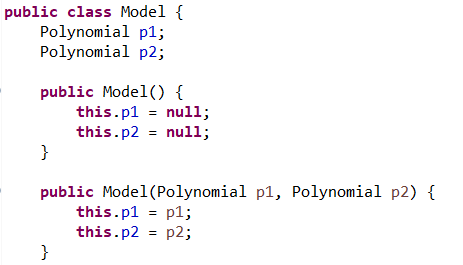 public class Model {
    Polynomial p1;
    Polynomial p2;

    public Model() {
        this.p1 = null;
        this.p2 = null;
    }

    public Model(Polynomial p1, Polynomial p2) {
        this.p1 = p1;
        this.p2 = p2;
    }